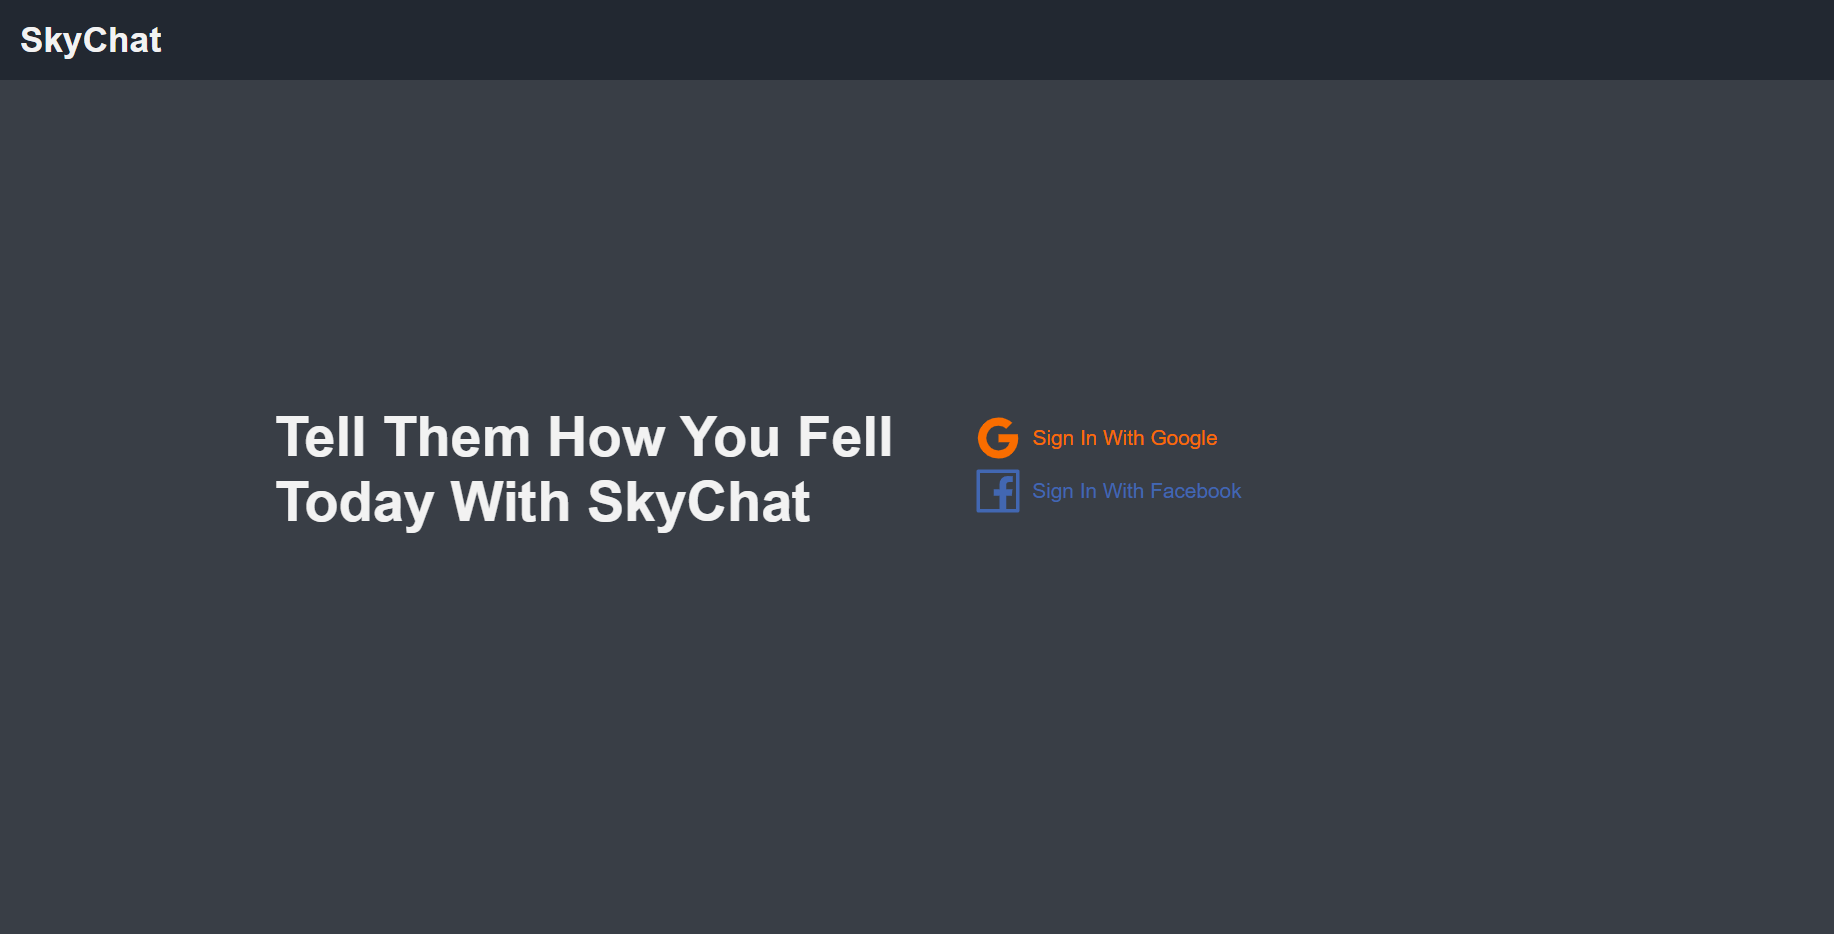 SkyChat
Tell Them How You Fell
Today With SkyChat
Sign In With Google
Sign In With Facebook